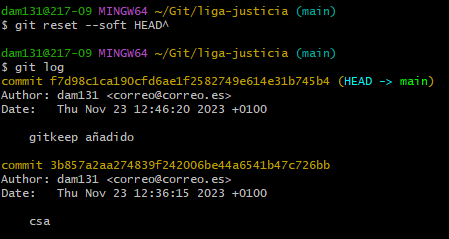 dam131@217-09 MINGW64 ~/Git/liga-justicia (main)
$ git reset --soft HEAD^
dam131@217-09 MINGW64 ~/Git/liga-justicia (main)
$ git log
commit f7d98c1ca190cfd6ae1f2582749e614e31b745b4 (HEAD -> main)
Author: dam131 <correo@correo.es>
Date:   Thu Nov 23 12:46:20 2023 +0100
    gitkeep añadido
commit 3b857a2aa274839f242006be44a6541b47c726bb
Author: dam131 <correo@correo.es>
Date:   Thu Nov 23 12:36:15 2023 +0100
    csa